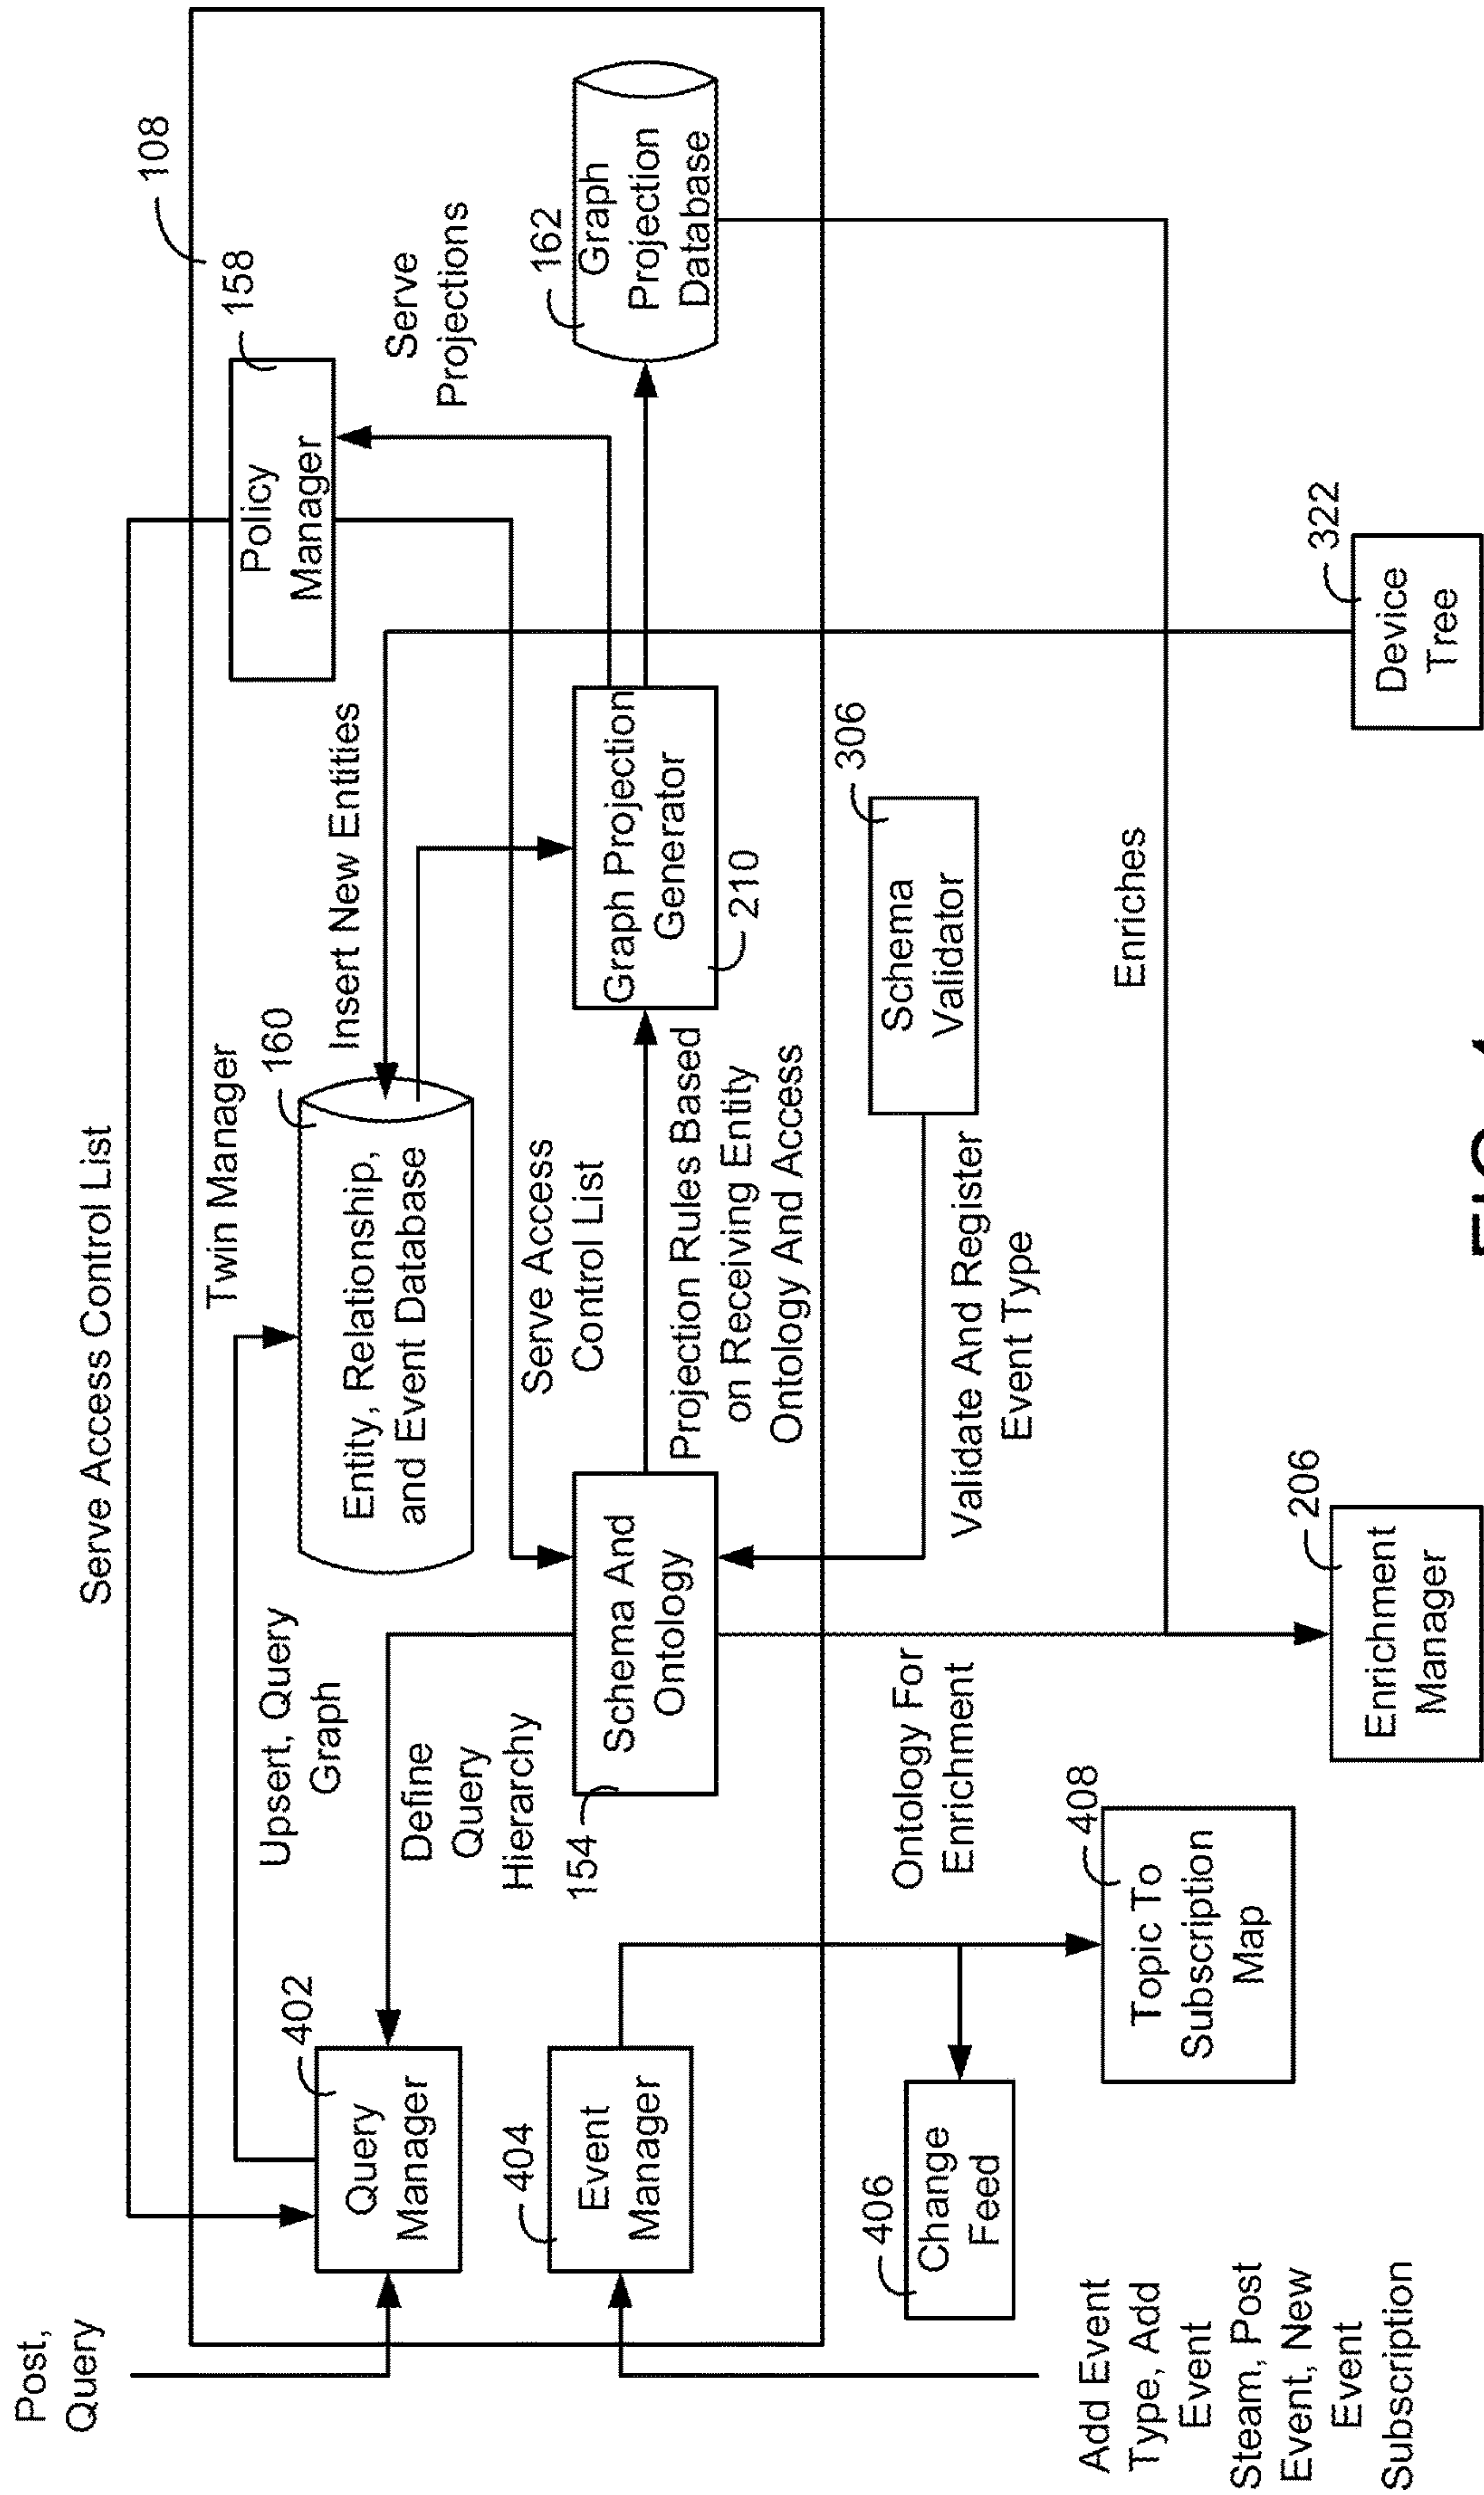 Post,
Query
Serve Access Control List
108
Twin Manager
Upsert, Query
Graph
402
Query
Manager
160
Entity, Relationship,
and Event Database
Insert New Entities
158
Policy
Manager
Serve
Projections
Define
Query
Hierarchy
404
Event
Manager
154
Schema And
Ontology
Serve Access
Control List
Projection Rules Based
on Receiving Entity
Ontology And Access
Graph Projection
Generator
210
162
Graph
Projection
Database
406
Change
Feed
Ontology For
Enrichment
Validate And Register
Event Type
306
Schema
Validator
Add Event
Type, Add
Event
Steam, Post
Event, New
Event
Subscription
408
Topic To
Subscription
Map
Enriches
206
Enrichment
Manager
322
Device
Tree